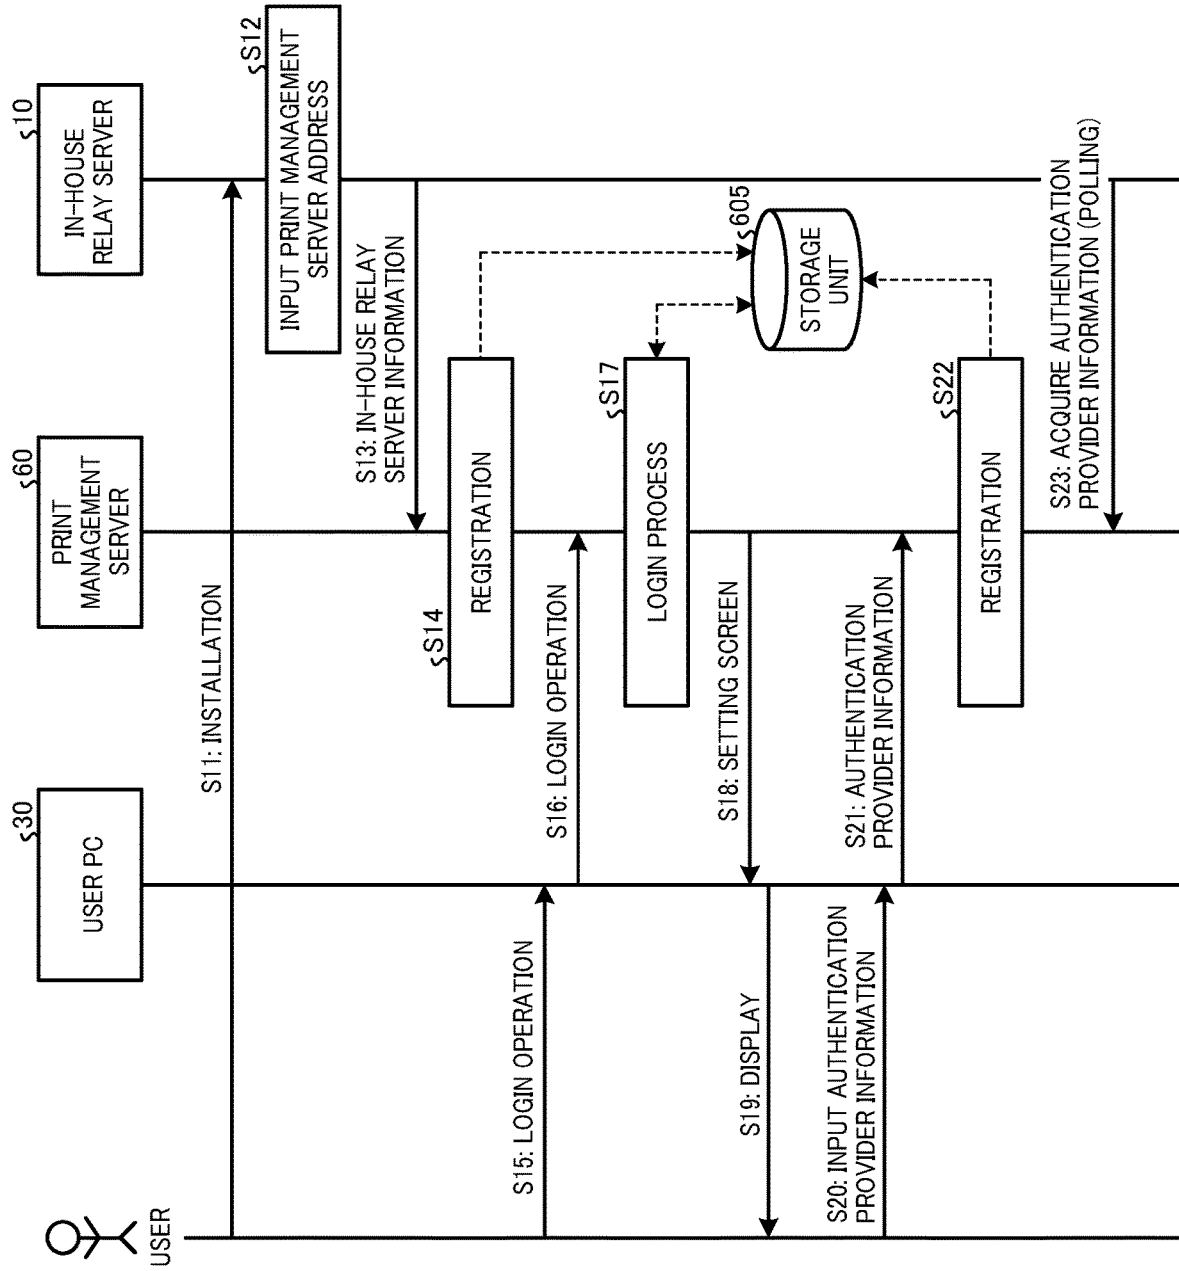 USER
30
USER PC
60
PRINT
MANAGEMENT
SERVER
10
IN-HOUSE
RELAY SERVER
S11: INSTALLATION
S12
INPUT PRINT MANAGEMENT
SERVER ADDRESS
S13: IN-HOUSE RELAY
SERVER INFORMATION
S14
REGISTRATION
605
STORAGE
UNIT
S15: LOGIN OPERATION
S16: LOGIN OPERATION
S17
LOGIN PROCESS
S18: SETTING SCREEN
S19: DISPLAY
S20: INPUT AUTHENTICATION
PROVIDER INFORMATION
S21: AUTHENTICATION
PROVIDER INFORMATION
S22
REGISTRATION
S23: ACQUIRE AUTHENTICATION
PROVIDER INFORMATION (POLLING)